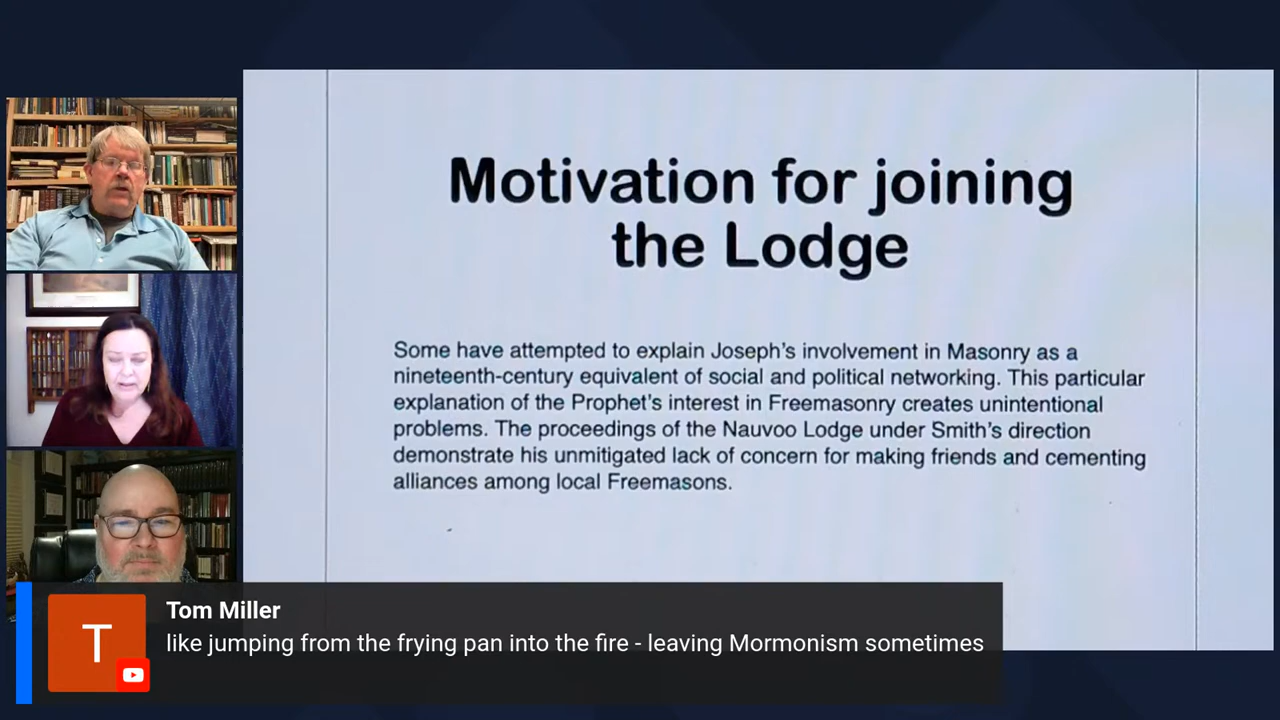 Motivation for joining
the Lodge
Some have attempted to explain Joseph's involvement in Masonry as a
nineteenth-century equivalent of social and political networking. This particular
explanation of the Prophet's interest in Freemasonry creates unintentional
problems. The proceedings of the Nauvoo Lodge under Smith's direction
demonstrate his unmitigated lack of concern for making friends and cementing
alliances among local Freemasons.
T
Tom Miller
like jumping from the frying pan into the fire - leaving Mormonism sometimes